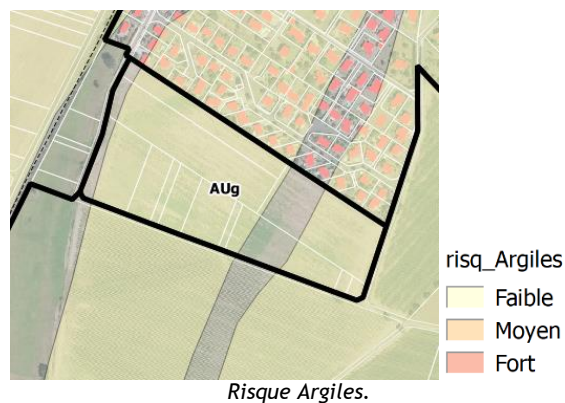 AUg
risq_Argiles
Faible
Moyen
Fort
Risque Argiles.